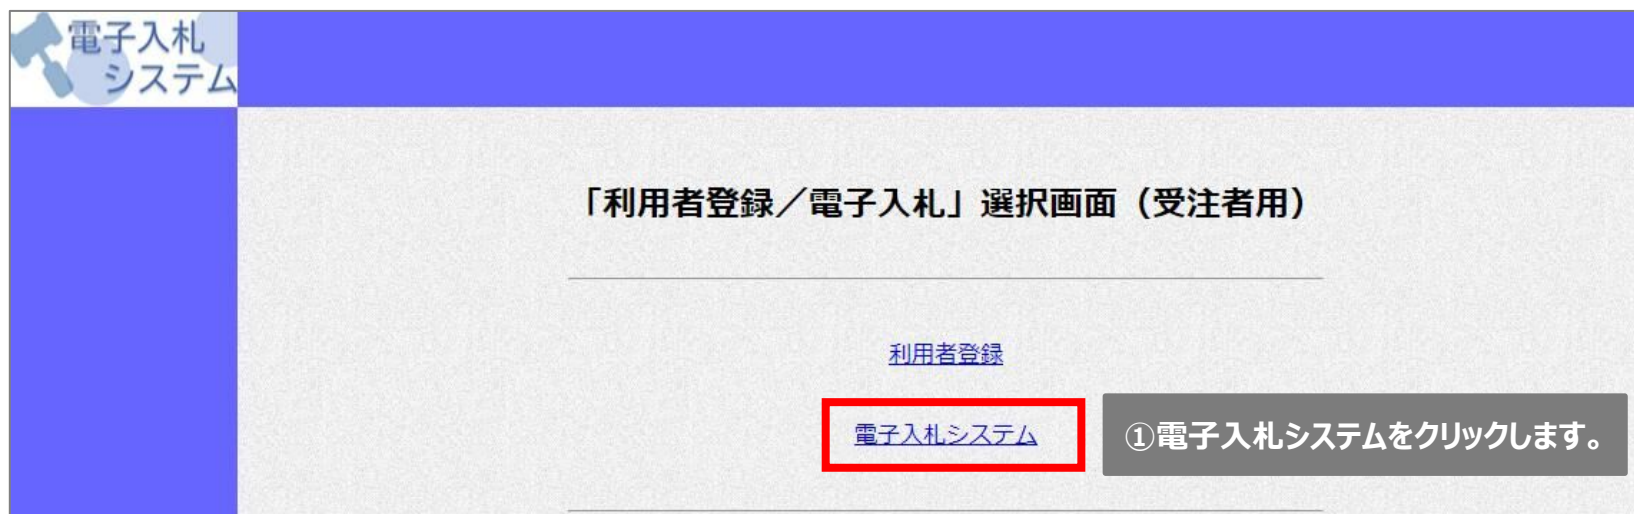 電子入札
システム
「利用者登録／電子入札」選択画面（受注者用）
利用者登録
電子入札システム
①電子入札システムをクリックします。